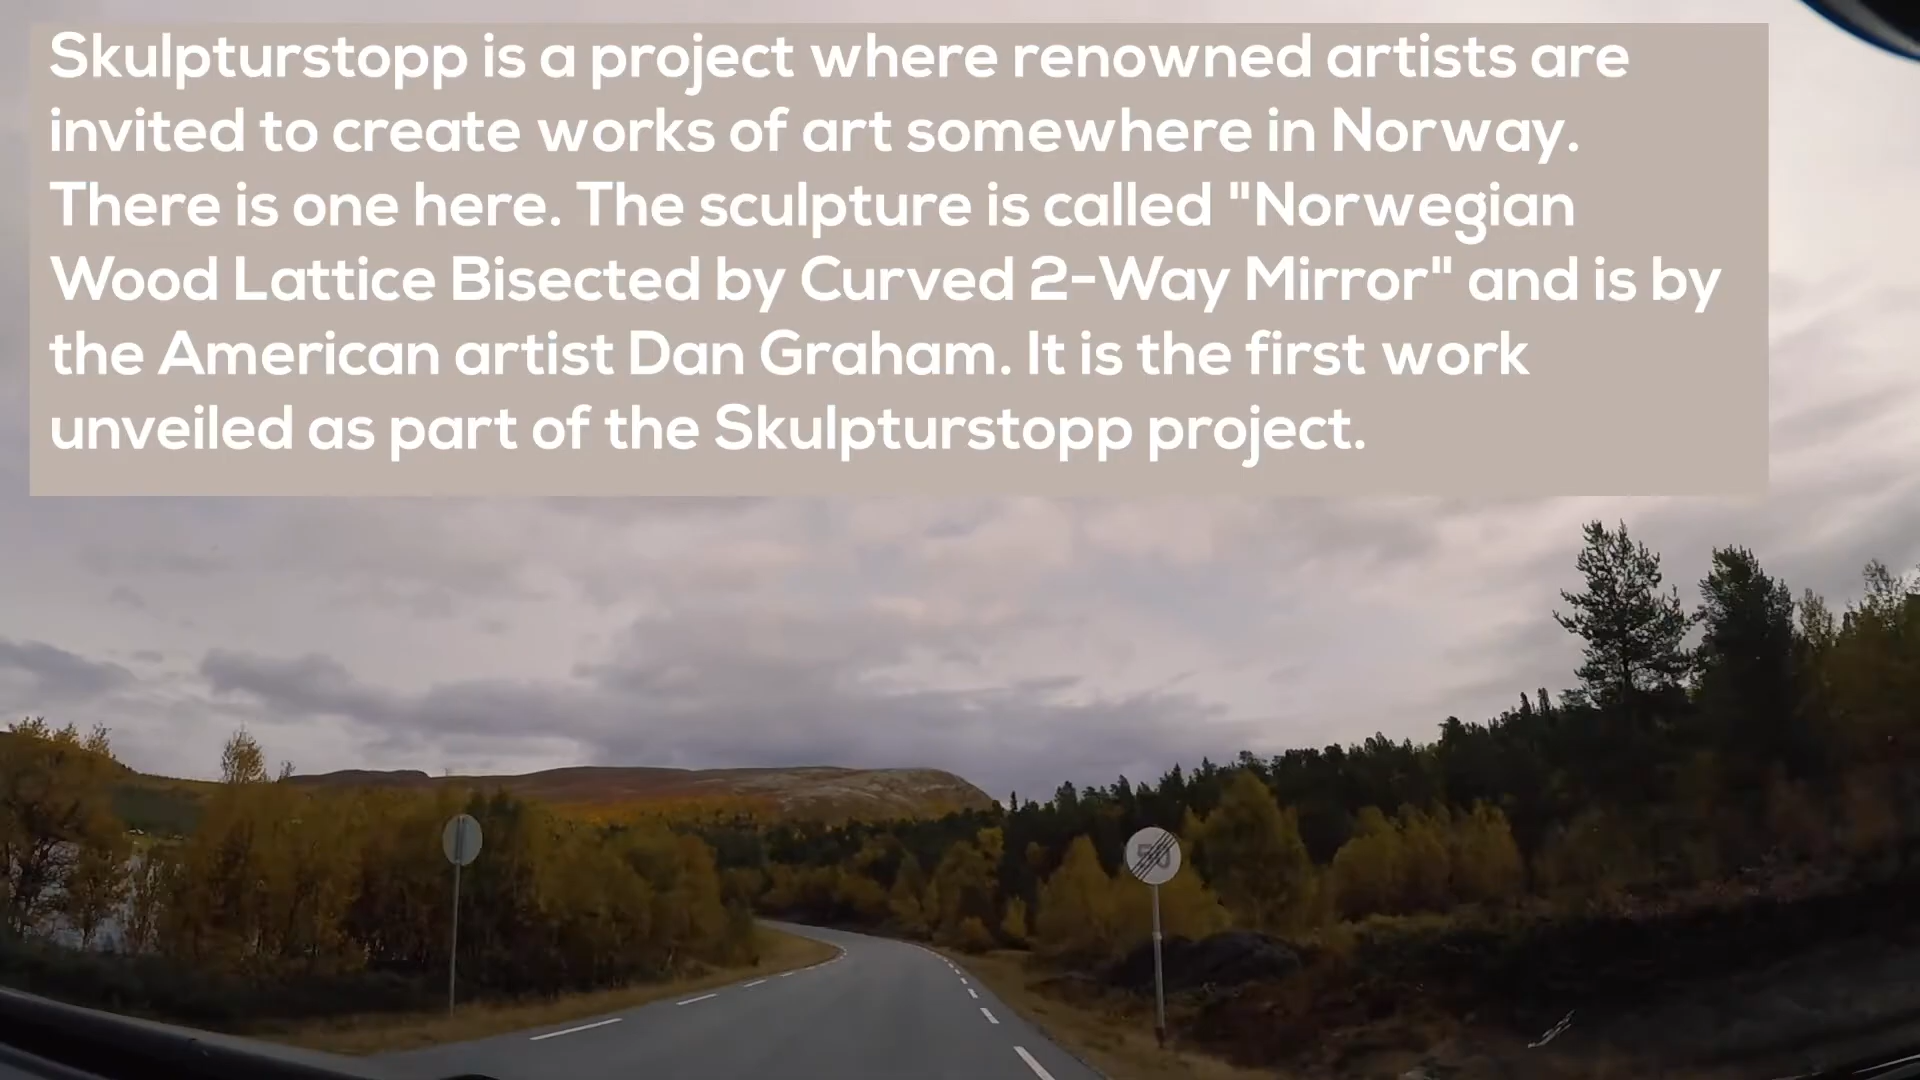 Skulpturstopp is a project where renowned artists are
invited to create works of art somewhere in Norway.
There is one here. The sculpture is called "Norwegian
Wood Lattice Bisected by Curved 2-Way Mirror" and is by
the American artist Dan Graham. It is the first work
unveiled as part of the Skulpturstopp project.
50